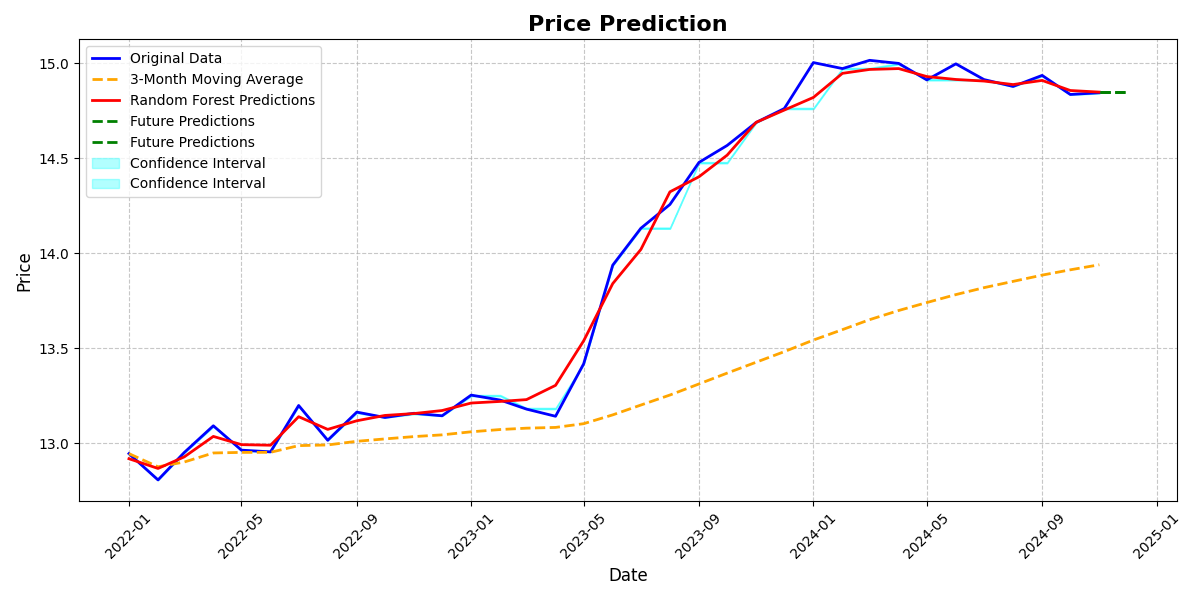 Price Prediction
Original Data
3-Month Moving Average
Random Forest Predictions
Future Predictions
Future Predictions
Confidence Interval
Confidence Interval
Price
15.0
14.5
14.0
13.5
13.0
2022-01
2022-05
2022-09
2023-01
2023-05
2023-09
2024-01
2024-05
2024-09
2025-01
Date